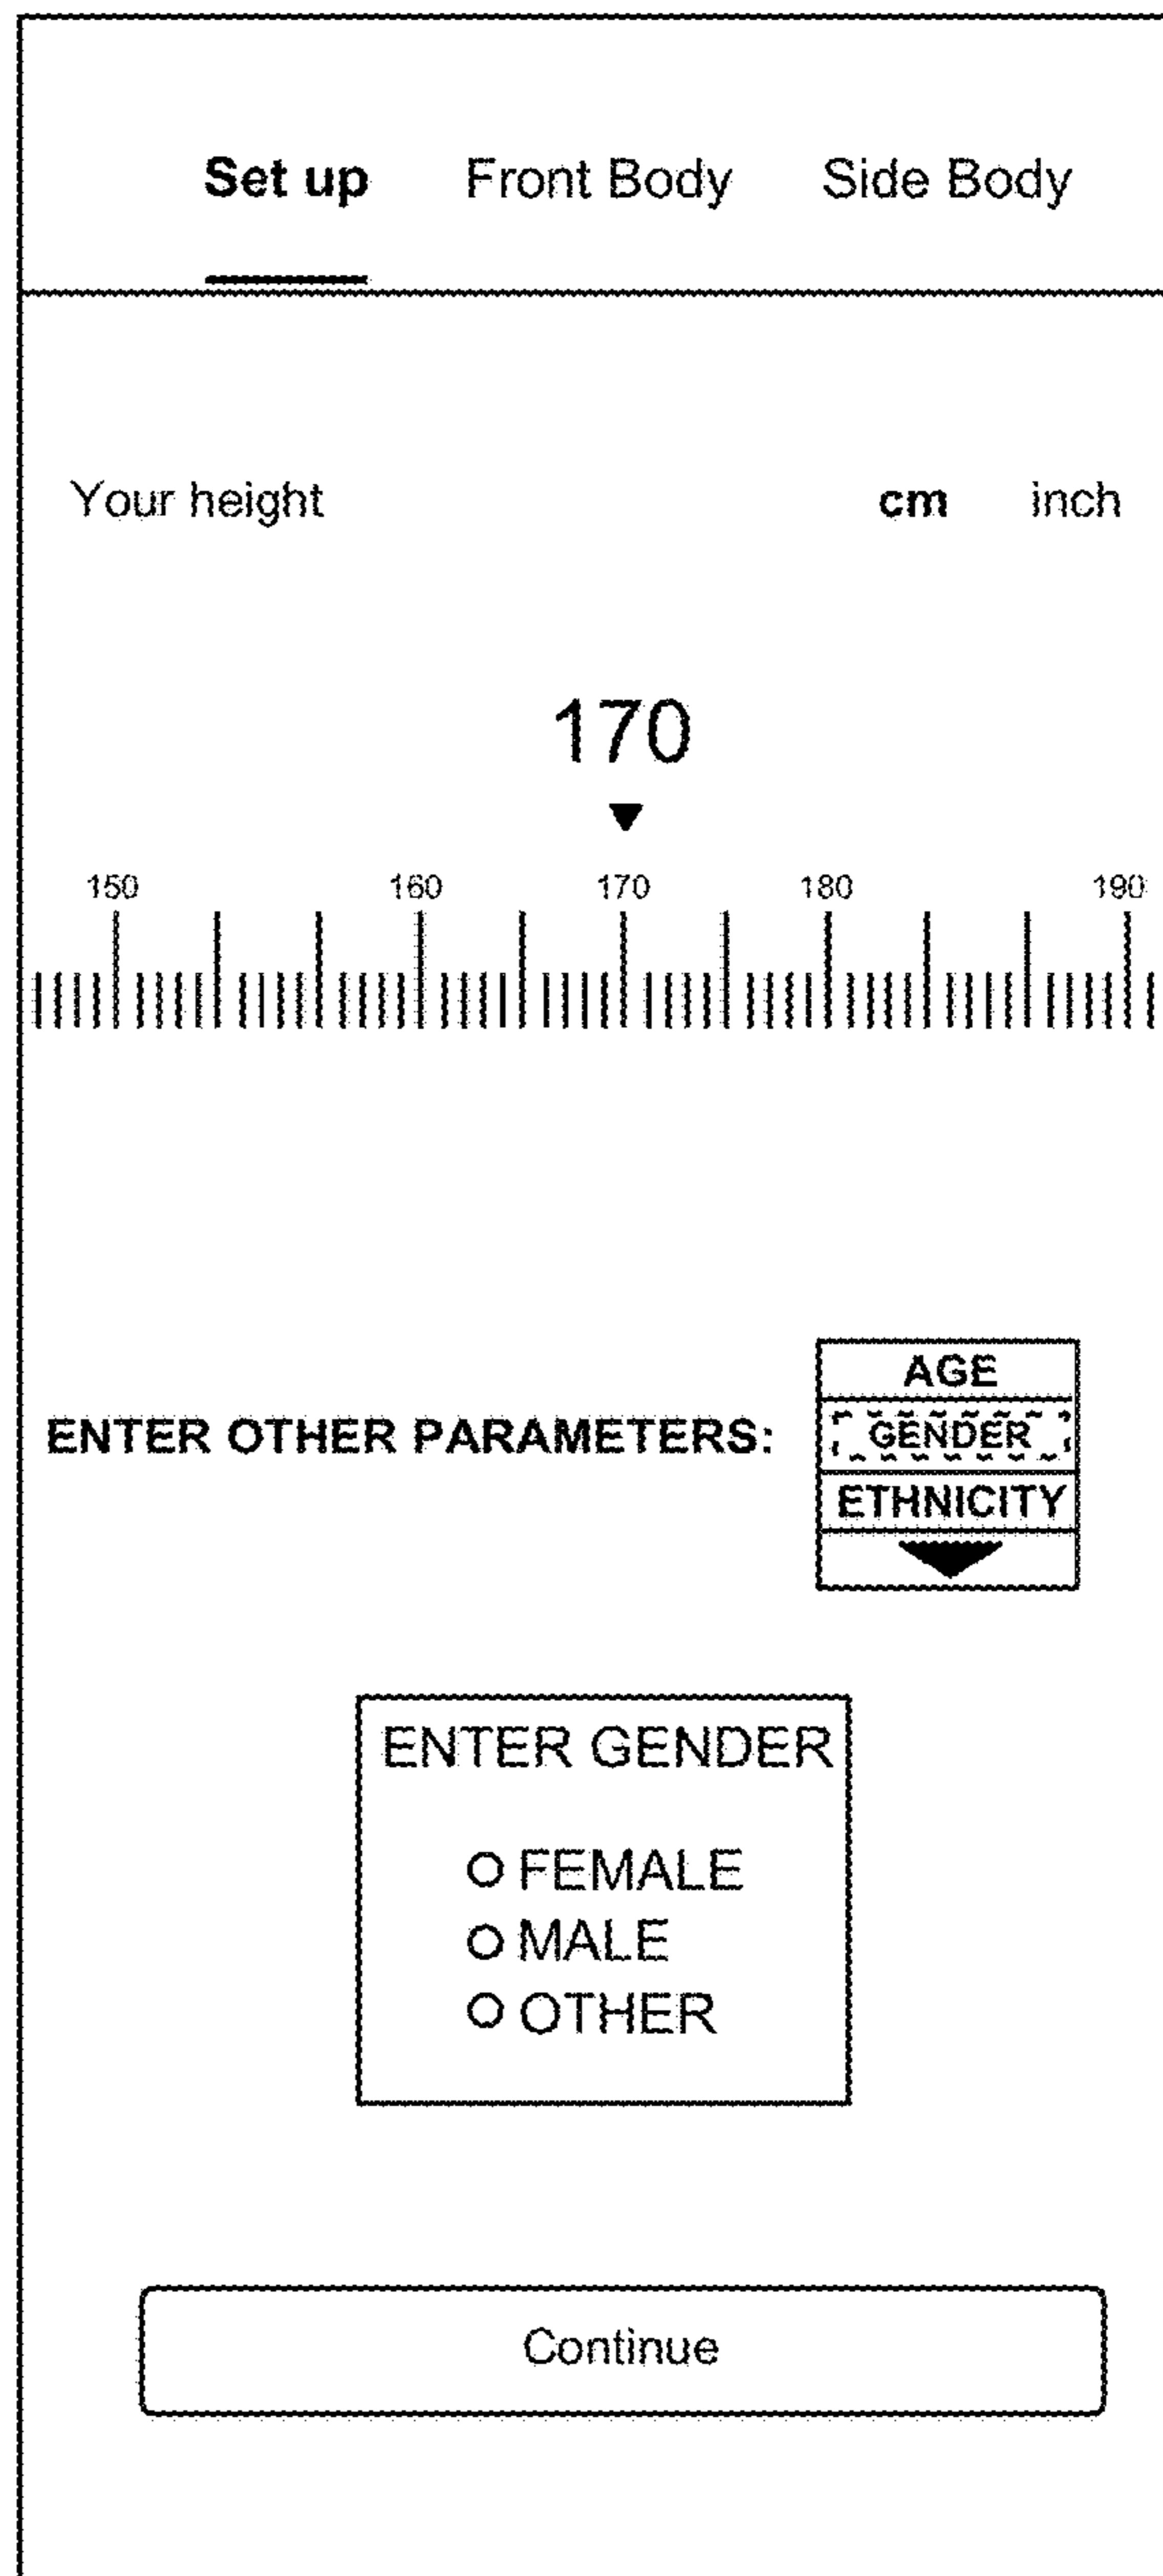 Set up Front Body Side Body
Your height cm inch
170
150 160 170 180 190
AGE
ENTER OTHER PARAMETERS: GENDER
ETHNICITY
ENTER GENDER
FEMALE
MALE
OTHER
Continue